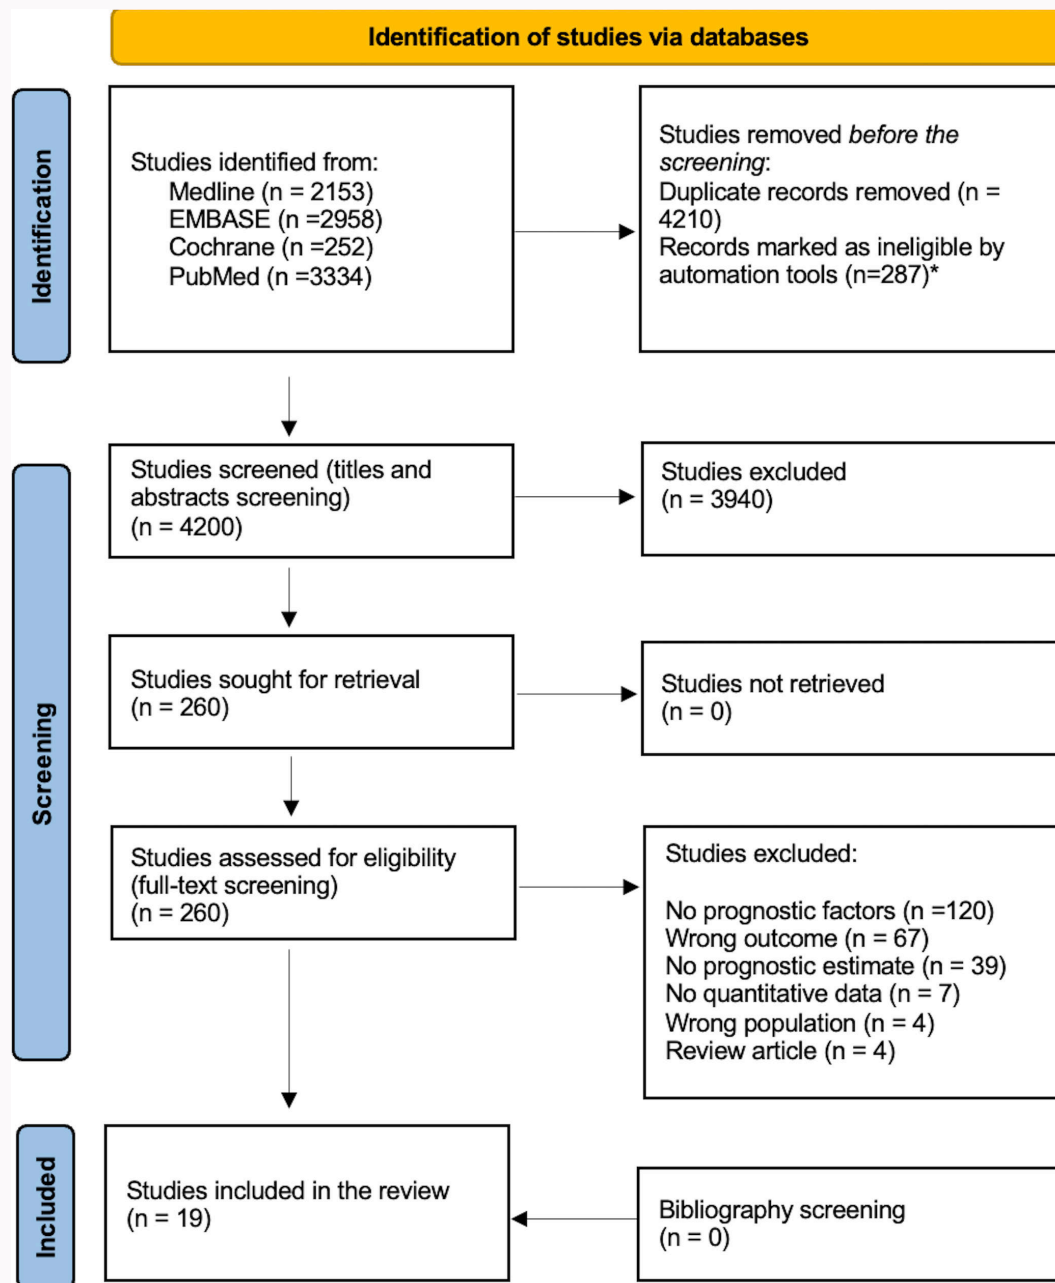 Identification of studies via databases
Identification
Studies identified from:
Medline (n = 2153)
EMBASE (n =2958)
Cochrane (n =252)
PubMed (n =3334)
Studies removed before the
screening:
Duplicate records removed (n =
4210)
Records marked as ineligible by
automation tools (n=287)*
Screening
Studies screened (titles and
abstracts screening)
(n = 4200)
Studies excluded
(n = 3940)
Studies sought for retrieval
(n = 260)
Studies not retrieved
(n = 0)
Studies assessed for eligibility
(full-text screening)
(n = 260)
Studies excluded:
No prognostic factors (n =120)
Wrong outcome (n = 67)
No prognostic estimate (n = 39)
No quantitative data (n = 7)
Wrong population (n = 4)
Review article (n = 4)
Included
Studies included in the review
(n = 19)
Bibliography screening
(n = 0)